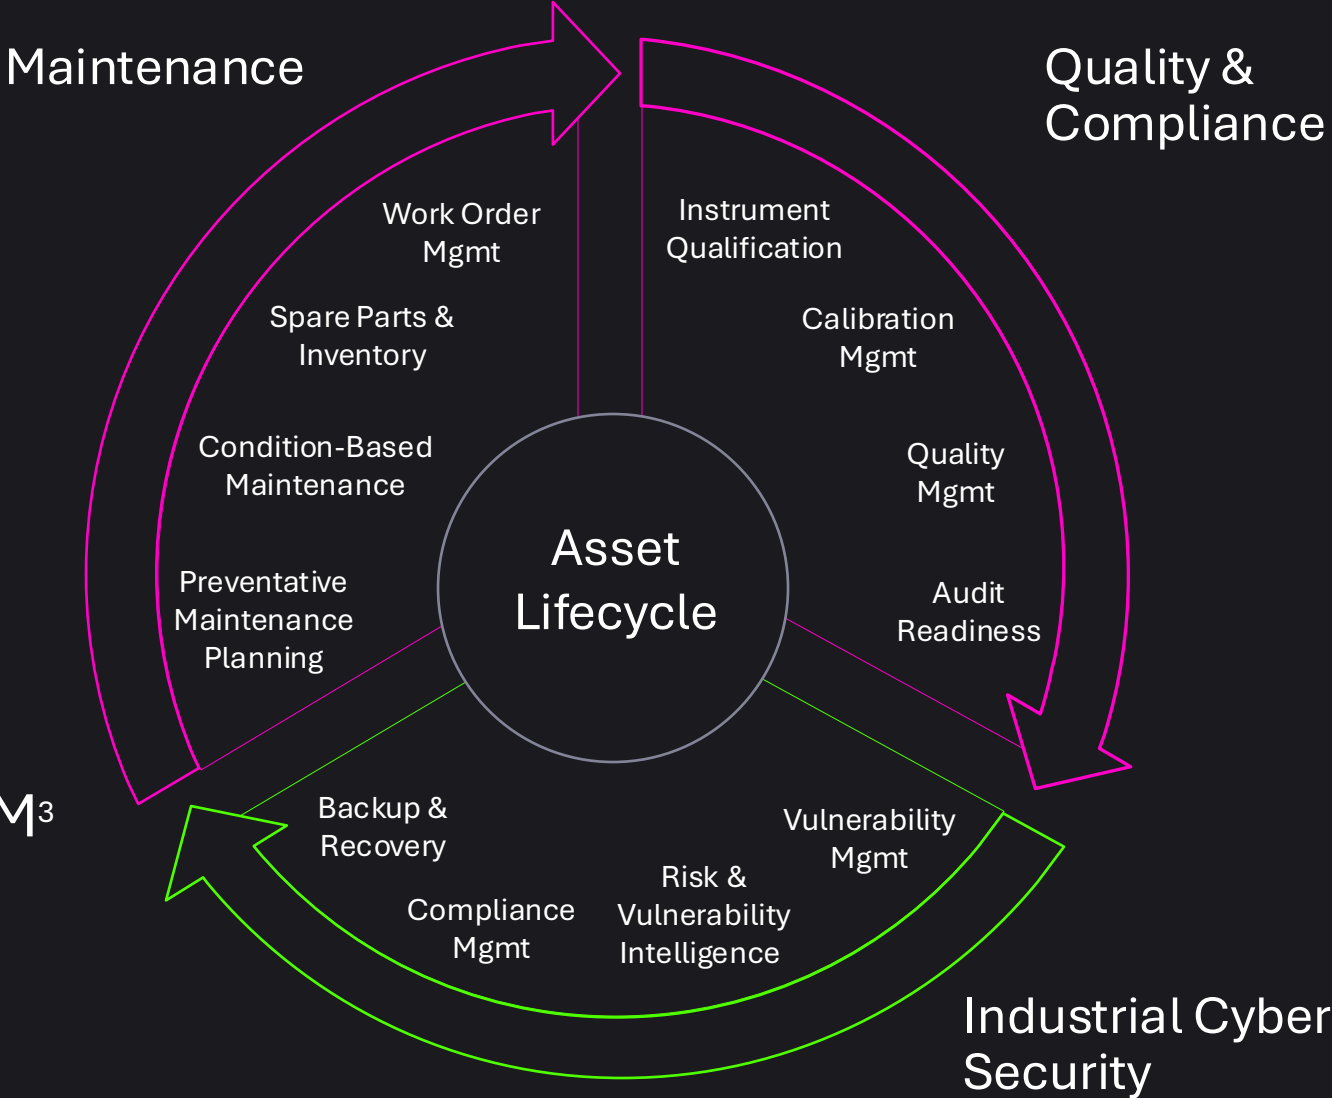 Maintenance
Quality &
Compliance
Work Order
Mgmt
Spare Parts &
Inventory
Condition-Based
Maintenance
Preventative
Maintenance
Planning
Instrument
Qualification
Calibration
Mgmt
Quality
Mgmt
Audit
Readiness
Asset
Lifecycle
M³
Backup &
Recovery
Compliance
Mgmt
Risk &
Vulnerability
Intelligence
Vulnerability
Mgmt
Industrial Cyber
Security